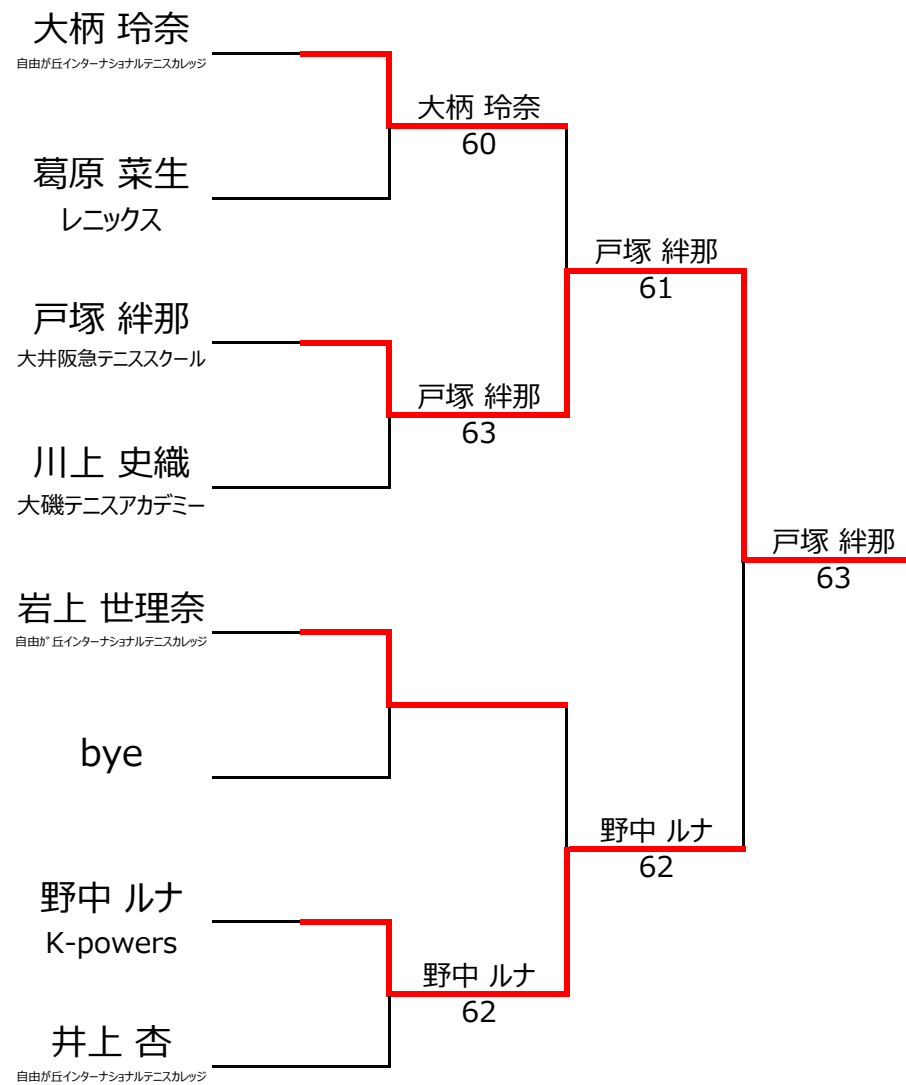 大柄 玲奈
自由が丘インターナショナルテニスカレッジ
大柄 玲奈
60
葛原 菜生
レニックス
戸塚 絆那
61
戸塚 絆那
大井阪急テニススクール
戸塚 絆那
63
川上 史織
大磯テニスアカデミー
戸塚 絆那
63
岩上 世理奈
自由が丘インターナショナルテニスカレッジ
bye
野中 ルナ
62
野中 ルナ
K-powers
野中 ルナ
62
井上 杏
自由が丘インターナショナルテニスカレッジ